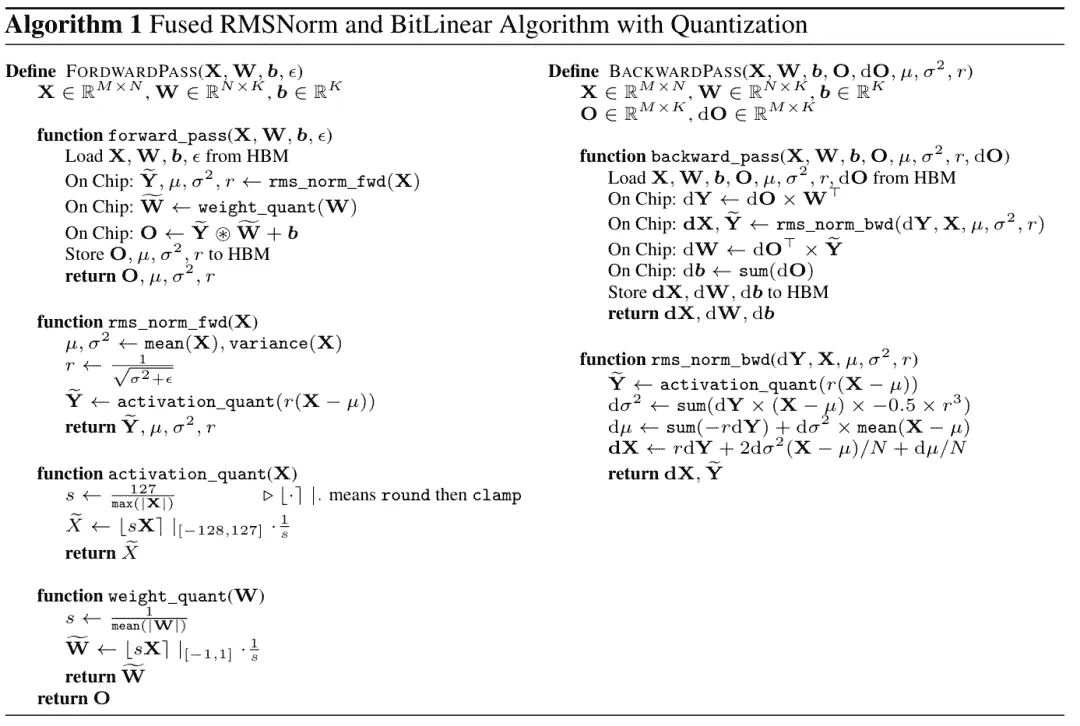 Algorithm 1 Fused RMSNorm and BitLinear Algorithm with Quantization
Define FORDWARDPASS(X, W, b, ϵ)
X ∈ ℝ^{M×N}, W ∈ ℝ^{N×K}, b ∈ ℝ^K
function forward_pass(X, W, b, ϵ)
Load X, W, b, ϵ from HBM
On Chip: Ỹ, μ, σ², r ← rms_norm_fwd(X)
On Chip: W̃ ← weight_quant(W)
On Chip: O ← Ỹ ⊛ W̃ + b
Store O, μ, σ², r to HBM
return O, μ, σ², r
function rms_norm_fwd(X)
μ, σ² ← mean(X), variance(X)
r ← 1/√(σ²+ϵ)
Ỹ ← activation_quant(r(X − μ))
return Ỹ, μ, σ², r
function activation_quant(X)
s ← 127/max(|X|) ▷ ⌊·⌉ |. means round then clamp
X̃ ← ⌊sX⌉ |_{[−128,127]} · 1/s
return X̃
function weight_quant(W)
s ← 1/mean(|W|)
W̃ ← ⌊sX⌉ |_{[−1,1]} · 1/s
return W̃
return O
Define BACKWARDPASS(X, W, b, O, dO, μ, σ², r)
X ∈ ℝ^{M×N}, W ∈ ℝ^{N×K}, b ∈ ℝ^K
O ∈ ℝ^{M×K}, dO ∈ ℝ^{M×K}
function backward_pass(X, W, b, O, μ, σ², r, dO)
Load X, W, b, O, μ, σ², r, dO from HBM
On Chip: dY ← dO × W^⊤
On Chip: dX, Ỹ ← rms_norm_bwd(dY, X, μ, σ², r)
On Chip: dW ← dO^⊤ × Ỹ
On Chip: db ← sum(dO)
Store dX, dW, db to HBM
return dX, dW, db
function rms_norm_bwd(dY, X, μ, σ², r)
Ỹ ← activation_quant(r(X − μ))
dσ² ← sum(dY × (X − μ) × −0.5 × r³)
dμ ← sum(−rdY) + dσ² × mean(X − μ)
dX ← rdY + 2dσ²(X − μ)/N + dμ/N
return dX, Ỹ